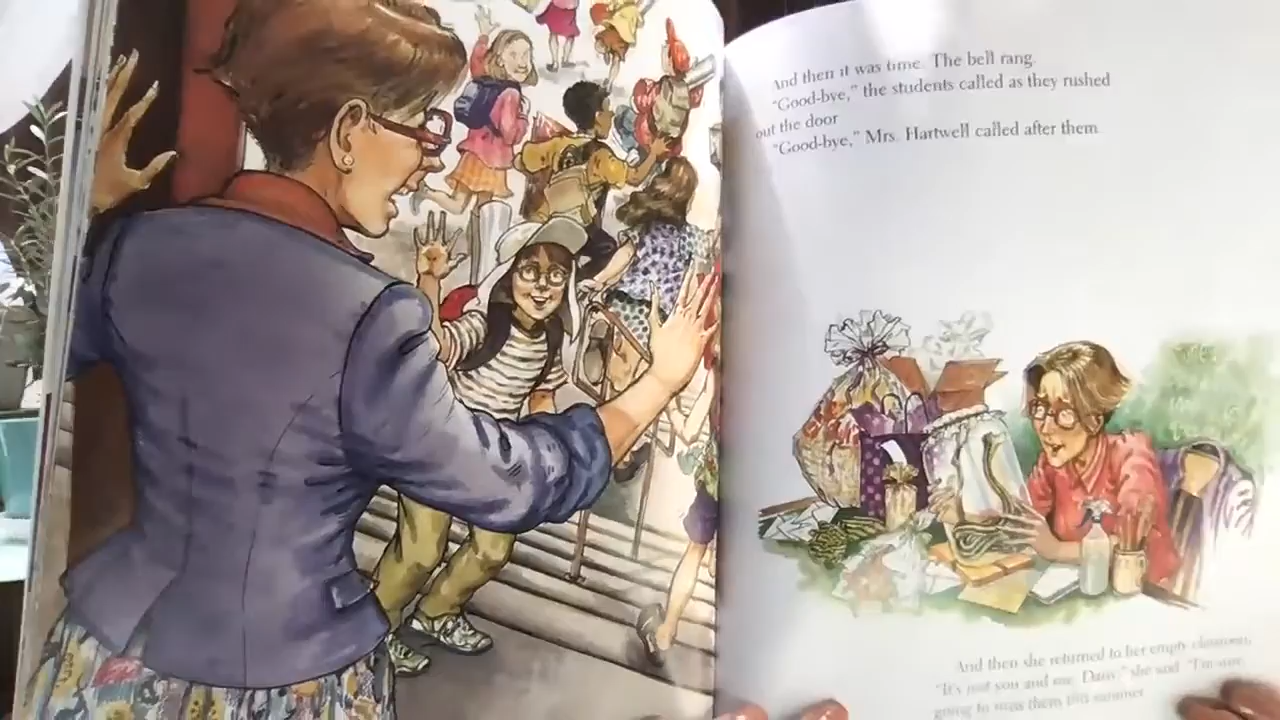 And then it was time. The bell rang.
"Good-bye," the students called as they rushed
out the door
"Good-bye," Mrs. Hartwell called after them.
And then she returned to her empty classroom.
"It's just you and me, Daisy," she said. "I'm sure
going to miss them this summer.